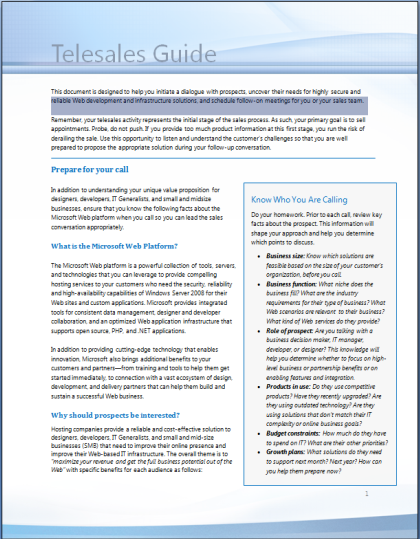 Telesales Guide
This document is designed to help you initiate a dialogue with prospects, uncover their needs for highly secure and
reliable Web development and infrastructure solutions, and schedule follow-on meetings for you or your sales team.
Remember, your telesales activity represents the initial stage of the sales process. As such, your primary goal is to sell
appointments. Probe, do not push. If you provide too much product information at this first stage, you run the risk of
derailing the sale. Use this opportunity to listen and understand the customer's challenges so that you are well
prepared to propose the appropriate solution during your follow-up conversation.
Prepare for your call
In addition to understanding your unique value proposition for
designers, developers, IT Generalists, and small and midsize
businesses, ensure that you know the following facts about the
Microsoft Web platform when you call so you can lead the sales
conversation appropriately.
What is the Microsoft Web Platform?
The Microsoft Web platform is a powerful collection of tools, servers,
and technologies that you can leverage to provide compelling
hosting services to your customers who need the security, reliability
and high-availability capabilities of Windows Server 2008 for their
Web sites and custom applications. Microsoft provides integrated
tools for consistent data management, designer and developer
collaboration, and an optimized Web application infrastructure that
supports open source, PHP, and .NET applications.
In addition to providing cutting-edge technology that enables
innovation, Microsoft also brings additional benefits to your
customers and partners—from training and tools to help them get
started immediately, to connection with a vast ecosystem of design,
development, and delivery partners that can help them build and
sustain a successful Web business.
Why should prospects be interested?
Hosting companies provide a reliable and cost-effective solution to
designers, developers, IT Generalists, and small and mid-size
businesses (SMB) that need to improve their online presence and
improve their Web-based IT infrastructure. The overall theme is to
"maximize your revenue and get the full business potential out of the
Web" with specific benefits for each audience as follows:
Know Who You Are Calling
Do your homework. Prior to each call, review key
facts about the prospect. This information will
shape your approach and help you determine
which points to discuss.
• Business size: Know which solutions are
feasible based on the size of your customer's
organization, before you call.
• Business function: What niche does the
business fill? What are the industry
requirements for their type of business? What
Web scenarios are relevant to their business?
What kind of Web services do they provide?
• Role of prospect: Are you talking with a
business decision maker, IT manager,
developer, or designer? This knowledge will
help you determine whether to focus on high-
level business or partnership benefits or on
enabling features and integration.
• Products in use: Do they use competitive
products? Have they recently upgraded? Are
they using outdated technology? Are they
using solutions that don't match their IT
complexity or online business goals?
• Budget constraints: How much do they have
to spend on IT? What are their other priorities?
• Growth plans: What solutions do they need
to support next month? Next year? How can
you help them prepare now?
1